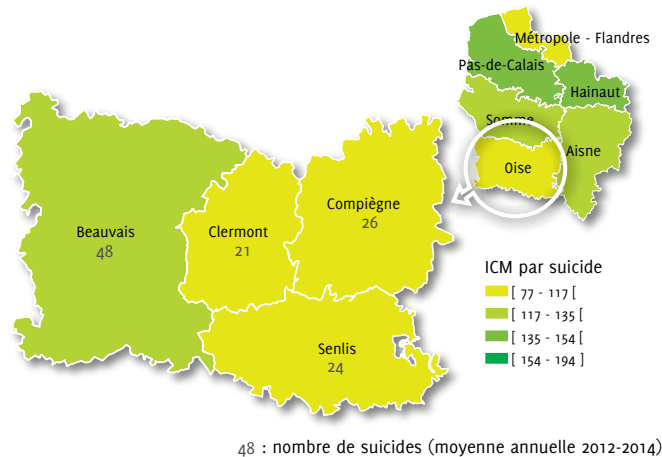 Métropole - Flandres
Pas-de-Calais
Hainaut
Somme
Aisne
Oise
Compiègne
26
Beauvais
48
Clermont
21
Senlis
24
ICM par suicide
[ 77 - 117 [
[ 117 - 135 [
[ 135 - 154 [
[ 154 - 194 ]
48 : nombre de suicides (moyenne annuelle 2012-2014)